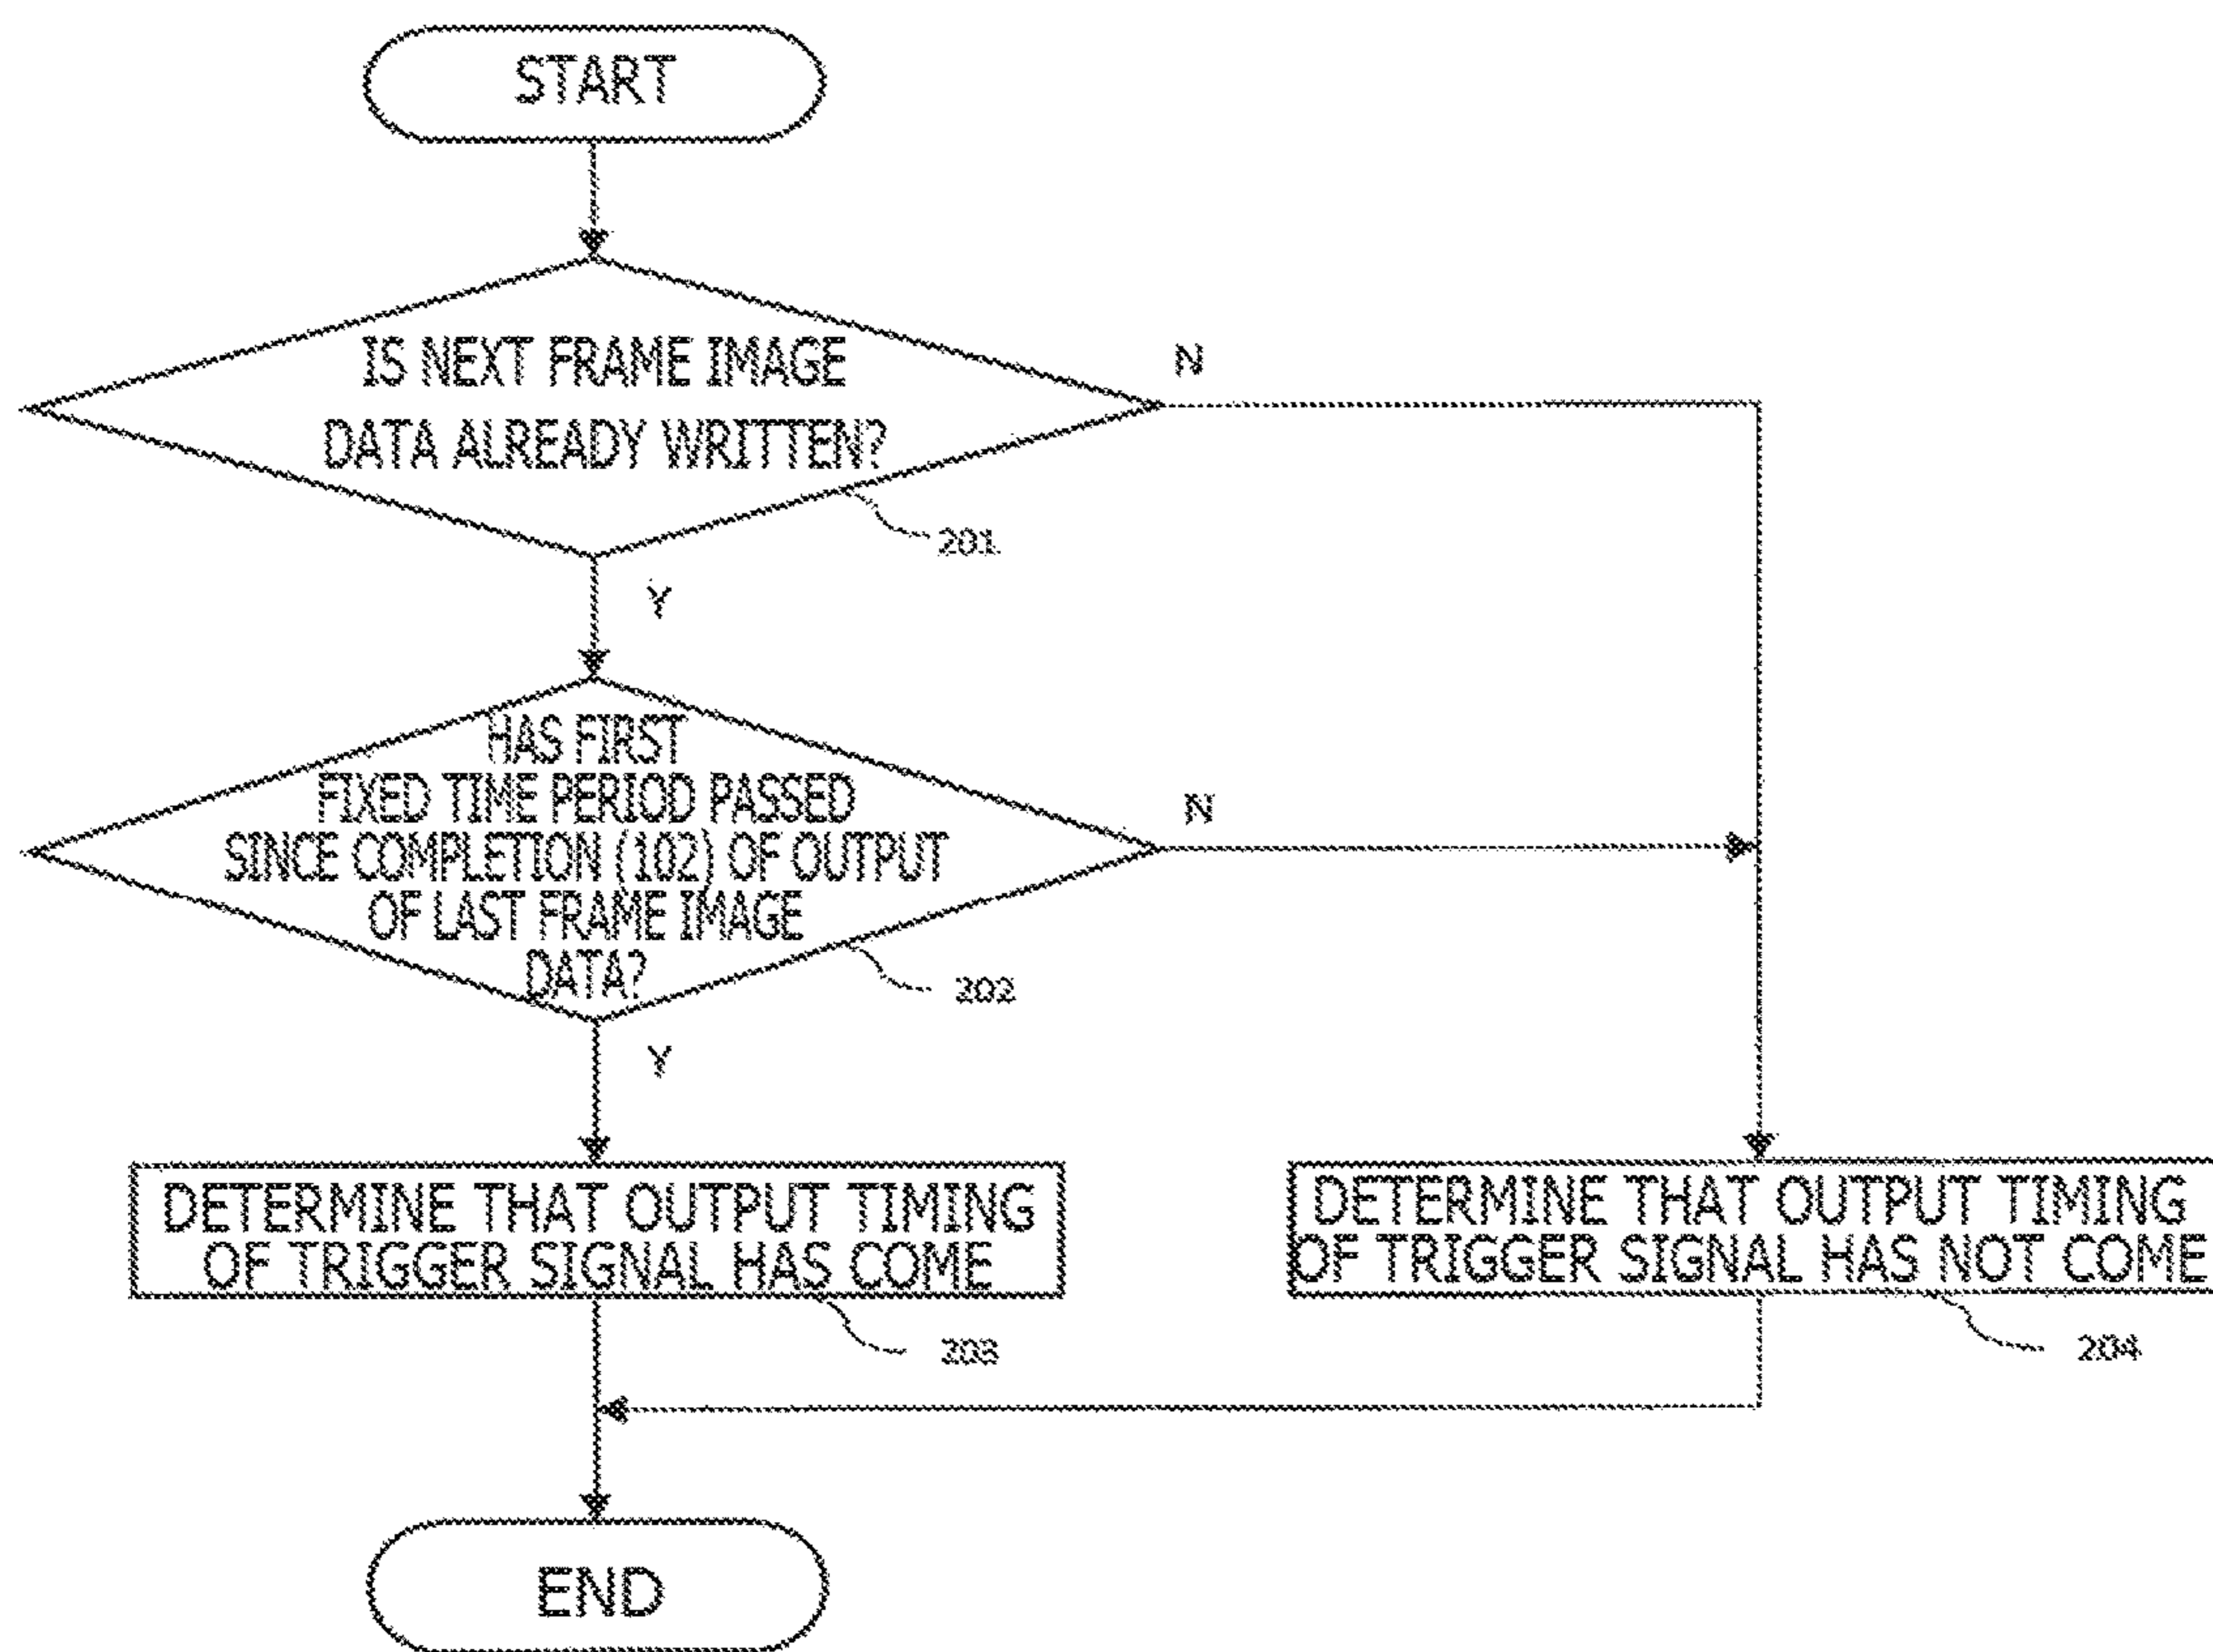 START
IS NEXT FRAME IMAGE
DATA ALREADY WRITTEN?
N
201
Y
HAS FIRST
FIXED TIME PERIOD PASSED
SINCE COMPLETION (102) OF OUTPUT
OF LAST FRAME IMAGE
DATA?
N
202
Y
DETERMINE THAT OUTPUT TIMING
OF TRIGGER SIGNAL HAS COME
203
DETERMINE THAT OUTPUT TIMING
OF TRIGGER SIGNAL HAS NOT COME
204
END